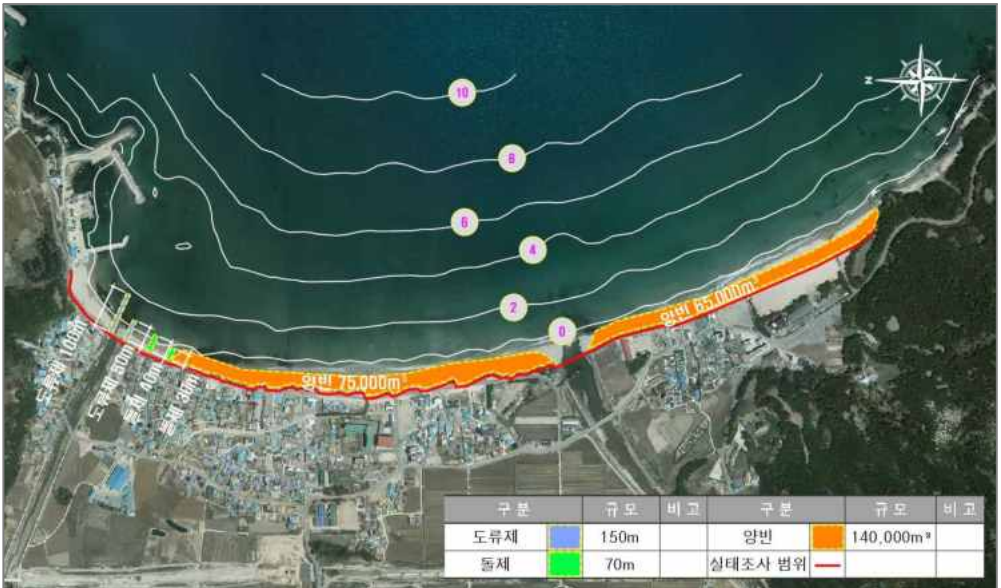 10
8
6
4
2
0
N
양빈 65,000m³
양빈 75,000m³
도류제 100m
도류제 50m
돌제 40m
돌제 30m
구 분 규 모 비 고 구 분 규 모 비 고
도류제 150m 양빈 140,000m³
돌제 70m 실태조사 범위